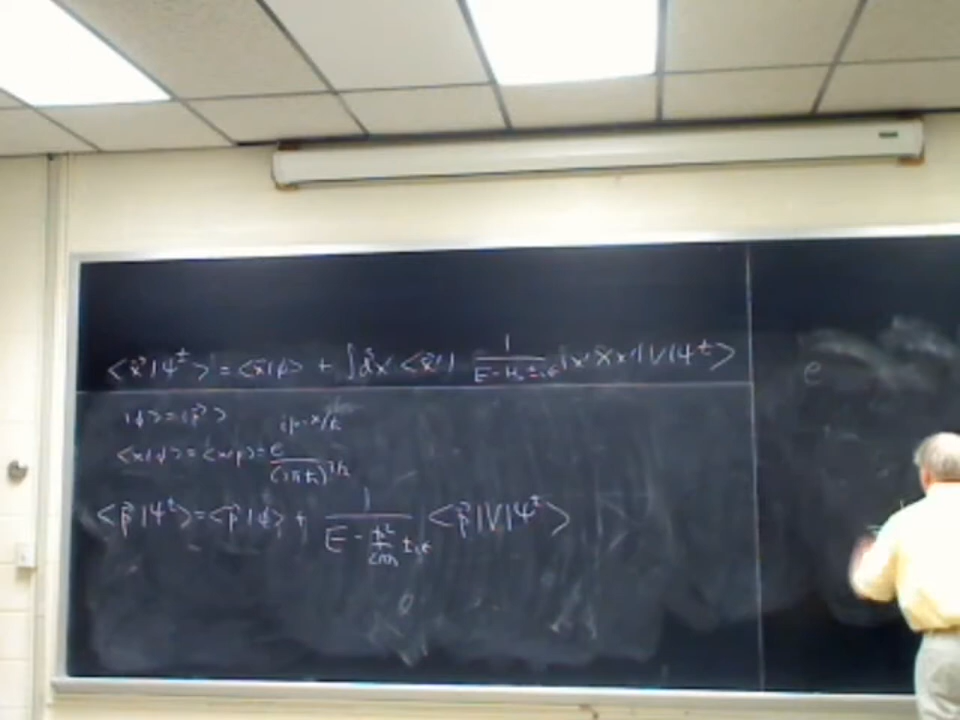 <x⃗|ψ^±> = <x⃗|φ> + ∫d³x' <x⃗| 1/(E - H₀ ± iε) |x'><x'|V|ψ^±>
|φ> = |p⃗>
<x|φ> = <x|p> = e^{ip·x/ħ}/(2πħ)^{3/2}
<p⃗|ψ^±> = <p⃗|φ> + 1/(E - p²/2m ± iε) <p⃗|V|ψ^±>
e